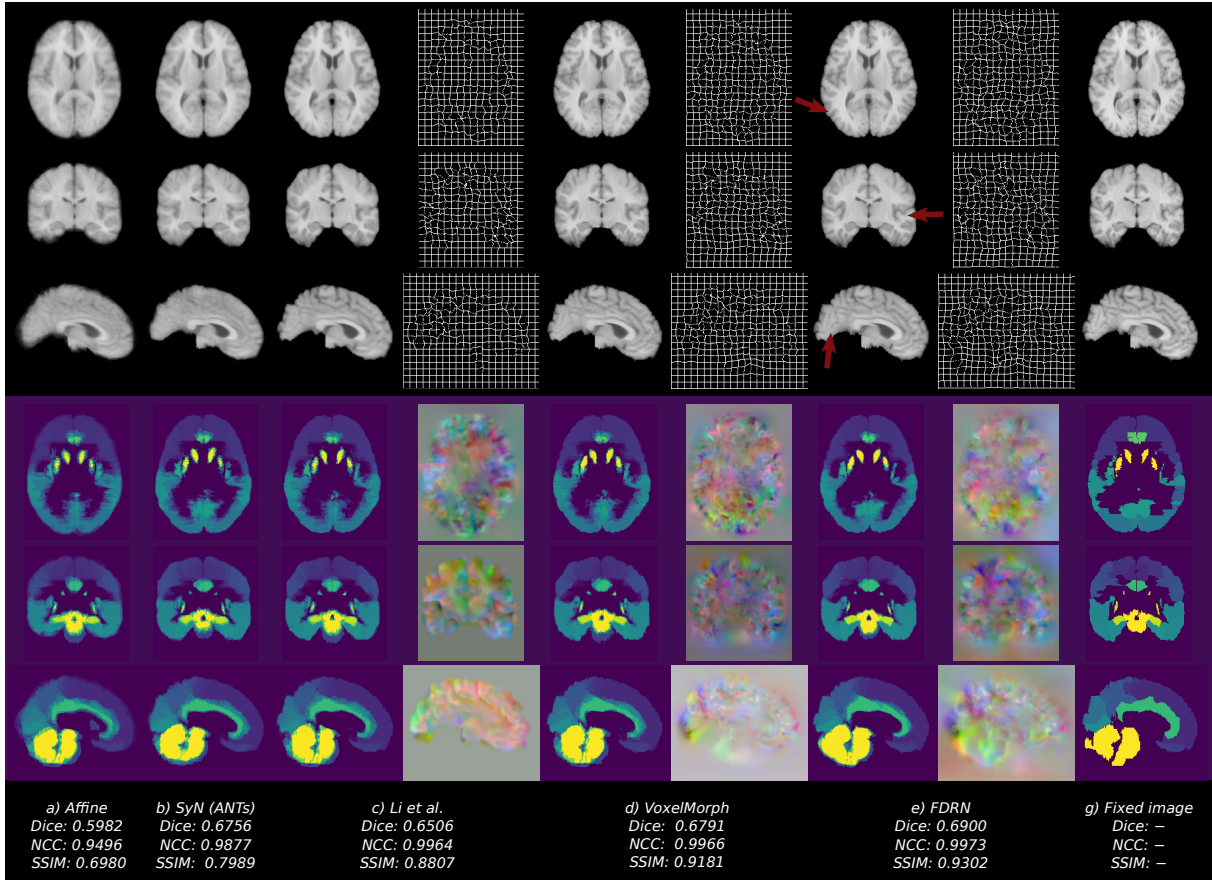 a) Affine
Dice: 0.5982
NCC: 0.9496
SSIM: 0.6980
b) SyN (ANTs)
Dice: 0.6756
NCC: 0.9877
SSIM: 0.7989
c) Li et al.
Dice: 0.6506
NCC: 0.9964
SSIM: 0.8807
d) VoxelMorph
Dice: 0.6791
NCC: 0.9966
SSIM: 0.9181
e) FDRN
Dice: 0.6900
NCC: 0.9973
SSIM: 0.9302
g) Fixed image
Dice: –
NCC: –
SSIM: –